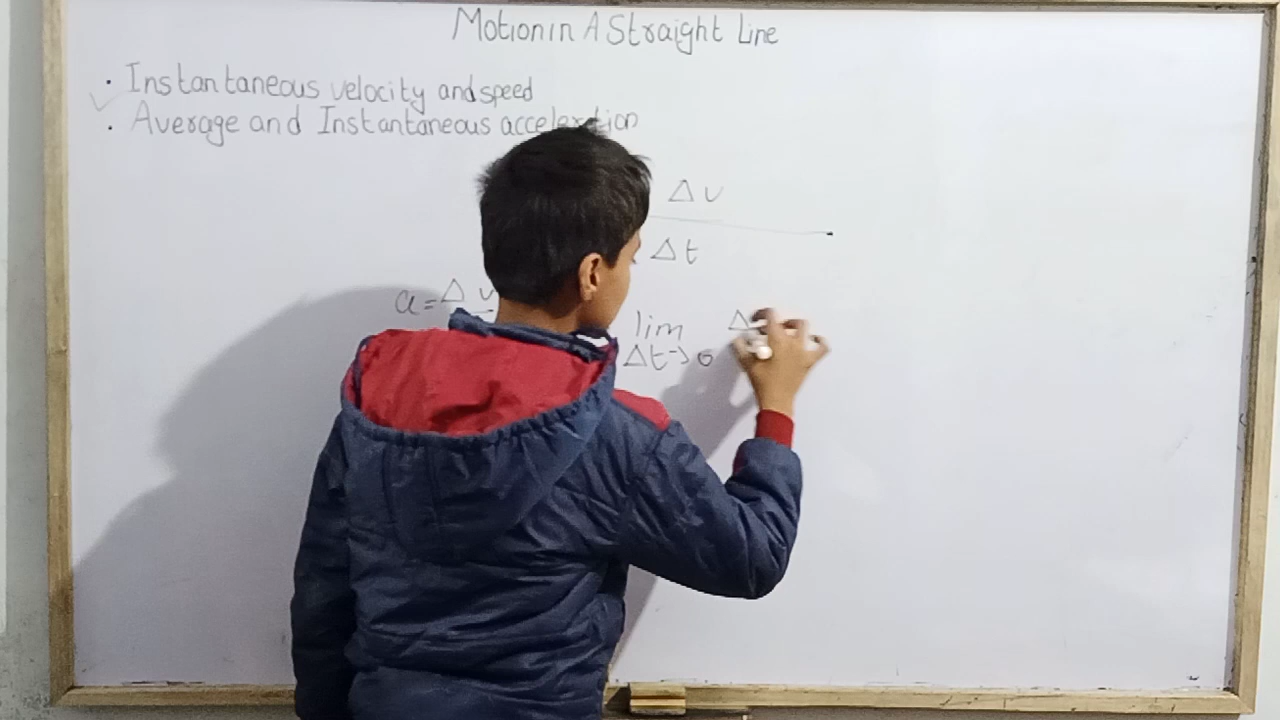 Motion in A Straight Line
· Instantaneous velocity and speed
✓
· Average and Instantaneous acceleration
Δv
Δt
a = Δv
lim Δ
Δt→0